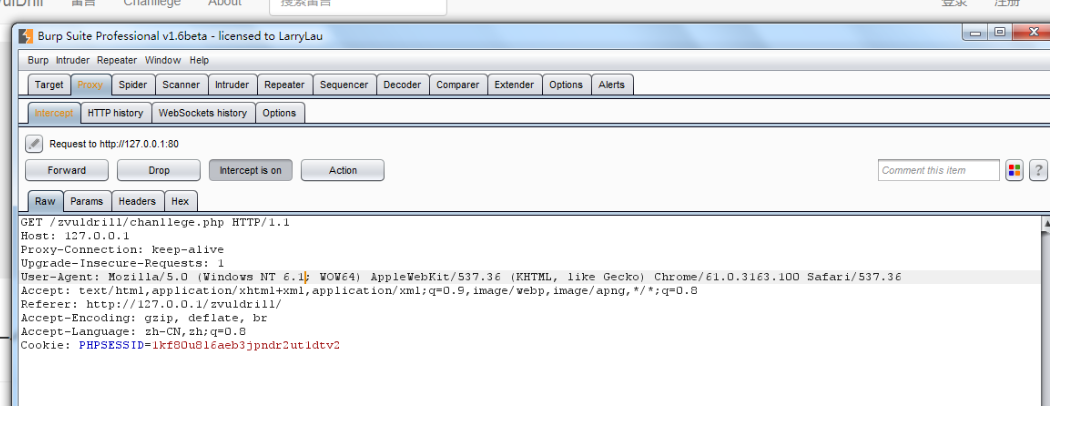 留言 Chanllege About 搜索留言 登录 注册
Burp Suite Professional v1.6beta - licensed to LarryLau
Burp Intruder Repeater Window Help
Target Proxy Spider Scanner Intruder Repeater Sequencer Decoder Comparer Extender Options Alerts
Intercept HTTP history WebSockets history Options
Request to http://127.0.0.1:80
Forward Drop Intercept is on Action Comment this item ?
Raw Params Headers Hex
GET /zvuldrill/chanllege.php HTTP/1.1
Host: 127.0.0.1
Proxy-Connection: keep-alive
Upgrade-Insecure-Requests: 1
User-Agent: Mozilla/5.0 (Windows NT 6.1; WOW64) AppleWebKit/537.36 (KHTML, like Gecko) Chrome/61.0.3163.100 Safari/537.36
Accept: text/html,application/xhtml+xml,application/xml;q=0.9,image/webp,image/apng,*/*;q=0.8
Referer: http://127.0.0.1/zvuldrill/
Accept-Encoding: gzip, deflate, br
Accept-Language: zh-CN,zh;q=0.8
Cookie: PHPSESSID=1kf80u816aeb3jpndr2ut1dtv2